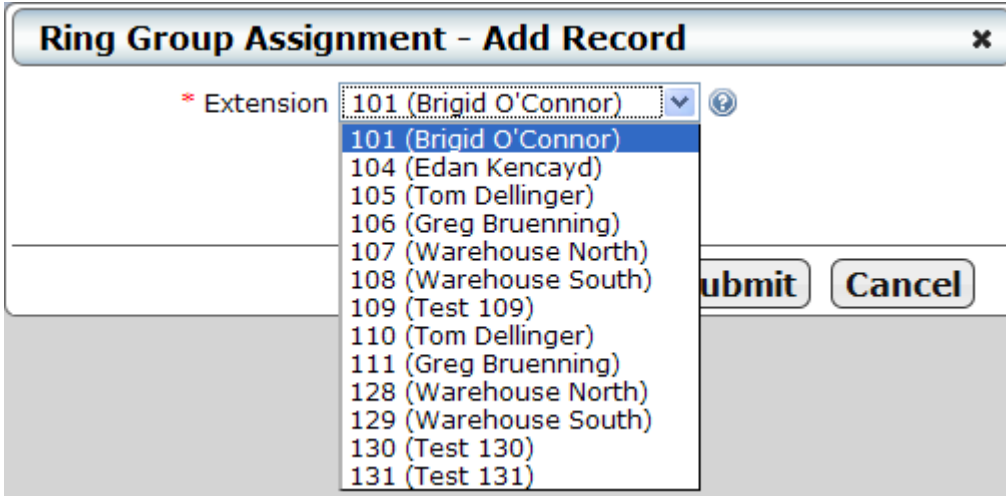 Ring Group Assignment - Add Record
* Extension 101 (Brigid O'Connor)
101 (Brigid O'Connor)
104 (Edan Kencayd)
105 (Tom Dellinger)
106 (Greg Bruenning)
107 (Warehouse North)
108 (Warehouse South)
109 (Test 109)
110 (Tom Dellinger)
111 (Greg Bruenning)
128 (Warehouse North)
129 (Warehouse South)
130 (Test 130)
131 (Test 131)
ubmit Cancel